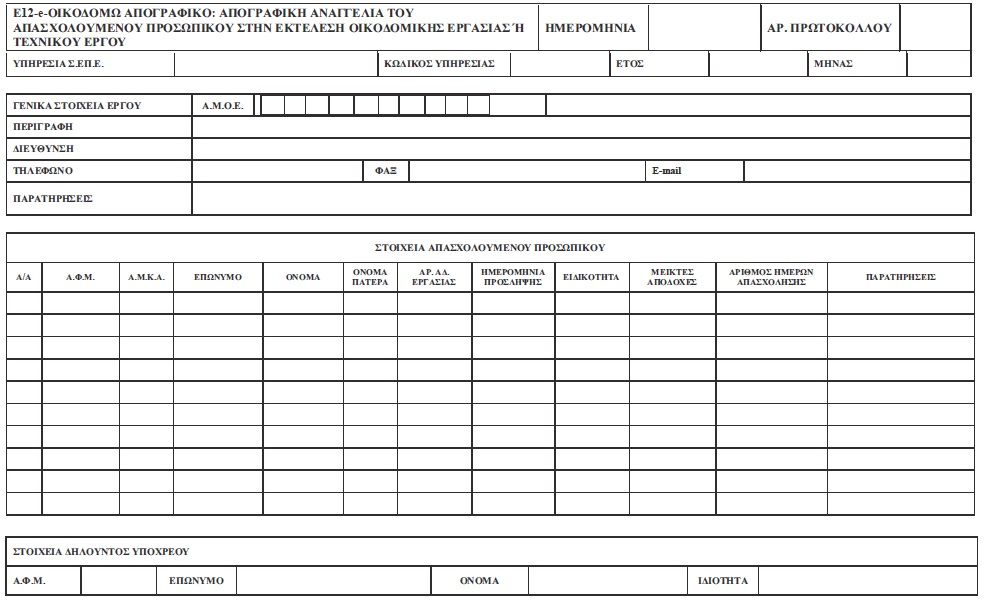 Ε12-e-ΟΙΚΟΔΟΜΩ ΑΠΟΓΡΑΦΙΚΟ: ΑΠΟΓΡΑΦΙΚΗ ΑΝΑΓΓΕΛΙΑ ΤΟΥ
ΑΠΑΣΧΟΛΟΥΜΕΝΟΥ ΠΡΟΣΩΠΙΚΟΥ ΣΤΗΝ ΕΚΤΕΛΕΣΗ ΟΙΚΟΔΟΜΙΚΗΣ ΕΡΓΑΣΙΑΣ Ή
ΤΕΧΝΙΚΟΥ ΕΡΓΟΥ
ΗΜΕΡΟΜΗΝΙΑ
ΑΡ. ΠΡΩΤΟΚΟΛΛΟΥ
ΥΠΗΡΕΣΙΑ Σ.ΕΠ.Ε.
ΚΩΔΙΚΟΣ ΥΠΗΡΕΣΙΑΣ
ΕΤΟΣ
ΜΗΝΑΣ
ΓΕΝΙΚΑ ΣΤΟΙΧΕΙΑ ΕΡΓΟΥ
Α.Μ.Ο.Ε.
ΠΕΡΙΓΡΑΦΗ
ΔΙΕΥΘΥΝΣΗ
ΤΗΛΕΦΩΝΟ
ΦΑΞ
E-mail
ΠΑΡΑΤΗΡΗΣΕΙΣ
ΣΤΟΙΧΕΙΑ ΑΠΑΣΧΟΛΟΥΜΕΝΟΥ ΠΡΟΣΩΠΙΚΟΥ
Α/Α
Α.Φ.Μ.
Α.Μ.Κ.Α.
ΕΠΩΝΥΜΟ
ΟΝΟΜΑ
ΟΝΟΜΑ
ΠΑΤΕΡΑ
ΑΡ. ΑΔ.
ΕΡΓΑΣΙΑΣ
ΗΜΕΡΟΜΗΝΙΑ
ΠΡΟΣΛΗΨΗΣ
ΕΙΔΙΚΟΤΗΤΑ
ΜΕΙΚΤΕΣ
ΑΠΟΔΟΧΕΣ
ΑΡΙΘΜΟΣ ΗΜΕΡΩΝ
ΑΠΑΣΧΟΛΗΣΗΣ
ΠΑΡΑΤΗΡΗΣΕΙΣ
ΣΤΟΙΧΕΙΑ ΔΗΛΟΥΝΤΟΣ ΥΠΟΧΡΕΟΥ
Α.Φ.Μ.
ΕΠΩΝΥΜΟ
ΟΝΟΜΑ
ΙΔΙΟΤΗΤΑ